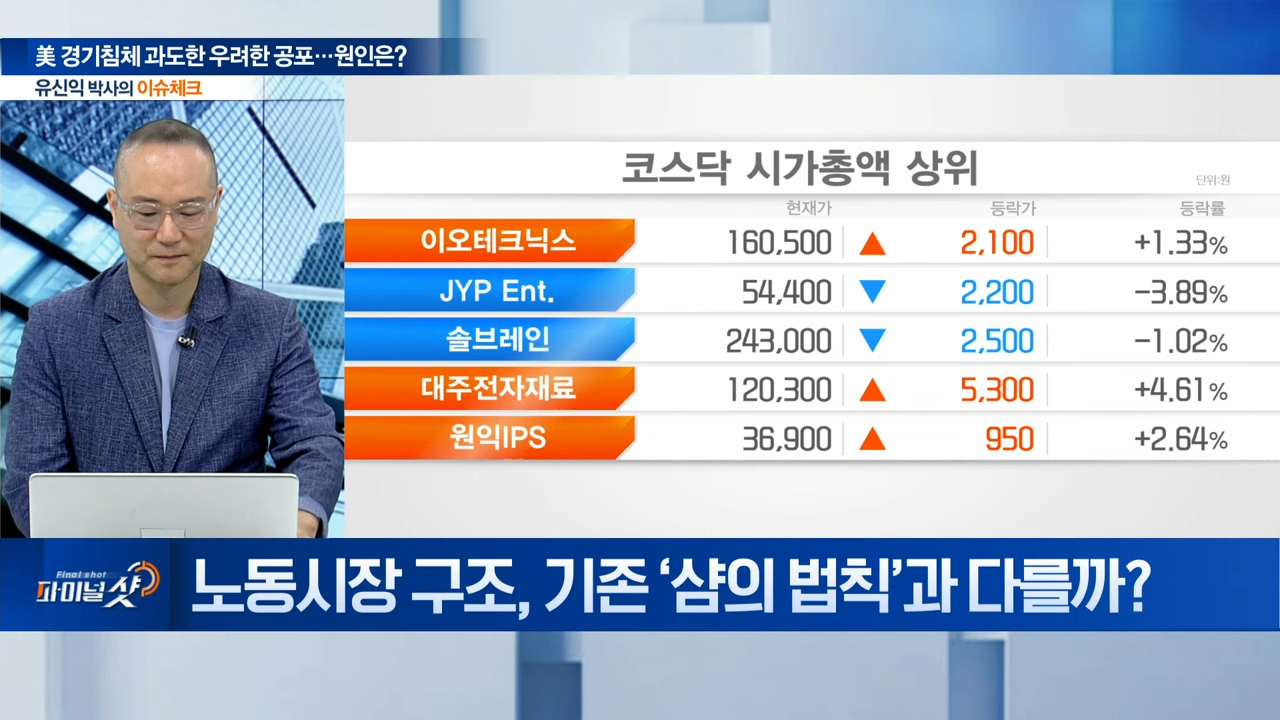 美 경기침체 과도한 우려한 공포…원인은?
유신익 박사의 이슈체크
코스닥 시가총액 상위
단위:원
현재가 등락가 등락률
이오테크닉스 160,500 ▲ 2,100 +1.33%
JYP Ent. 54,400 ▼ 2,200 -3.89%
솔브레인 243,000 ▼ 2,500 -1.02%
대주전자재료 120,300 ▲ 5,300 +4.61%
원익IPS 36,900 ▲ 950 +2.64%
Final shot
파이널샷
노동시장 구조, 기존 ‘샴의 법칙’과 다를까?